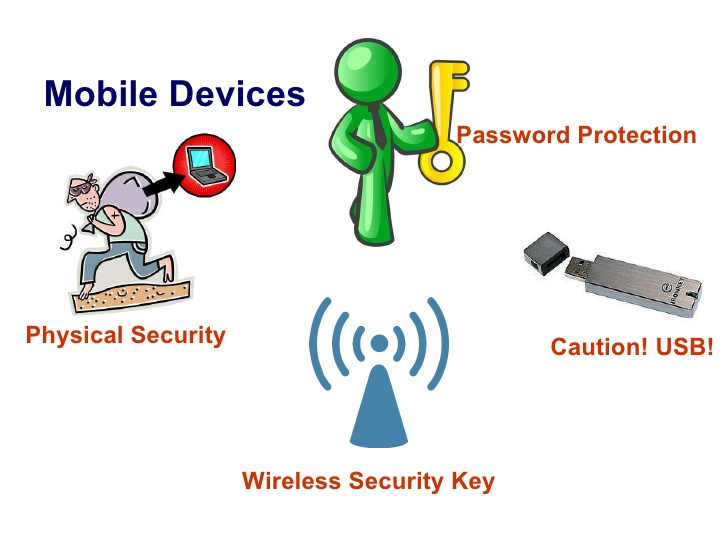 Mobile Devices
Password Protection
Physical Security
Caution! USB!
Wireless Security Key